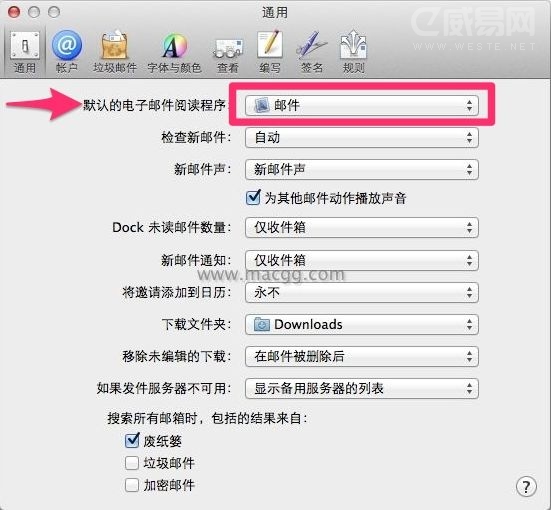 通用
e威易网
WWW.WESTE.NET
通用 帐户 垃圾邮件 字体与颜色 查看 编写 签名 规则
默认的电子邮件阅读程序: 邮件
检查新邮件: 自动
新邮件声: 新邮件声
为其他邮件动作播放声音
Dock 未读邮件数量: 仅收件箱
新邮件通知: 仅收件箱
www.macgg.com
将邀请添加到日历: 永不
下载文件夹: Downloads
移除未编辑的下载: 在邮件被删除后
如果发件服务器不可用: 显示备用服务器的列表
搜索所有邮箱时，包括的结果来自:
废纸篓
垃圾邮件
加密邮件
?